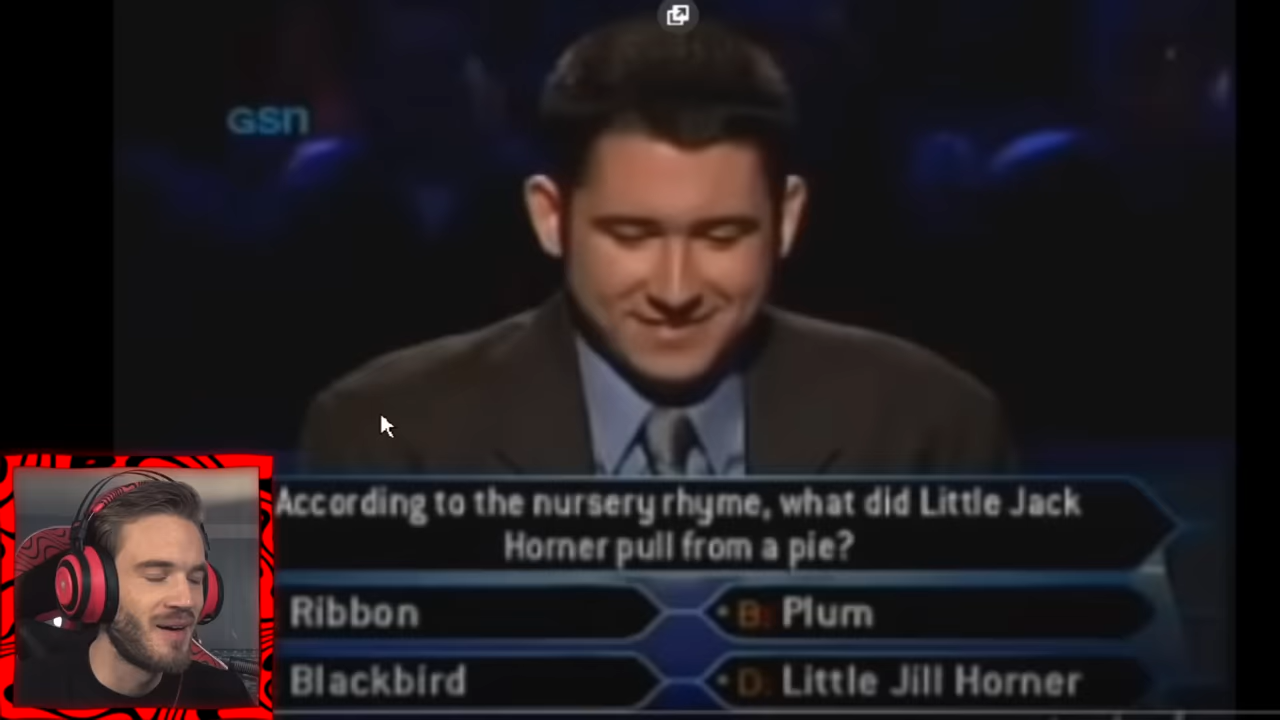 GSN
According to the nursery rhyme, what did Little Jack
Horner pull from a pie?
Ribbon
B: Plum
Blackbird
D: Little Jill Horner